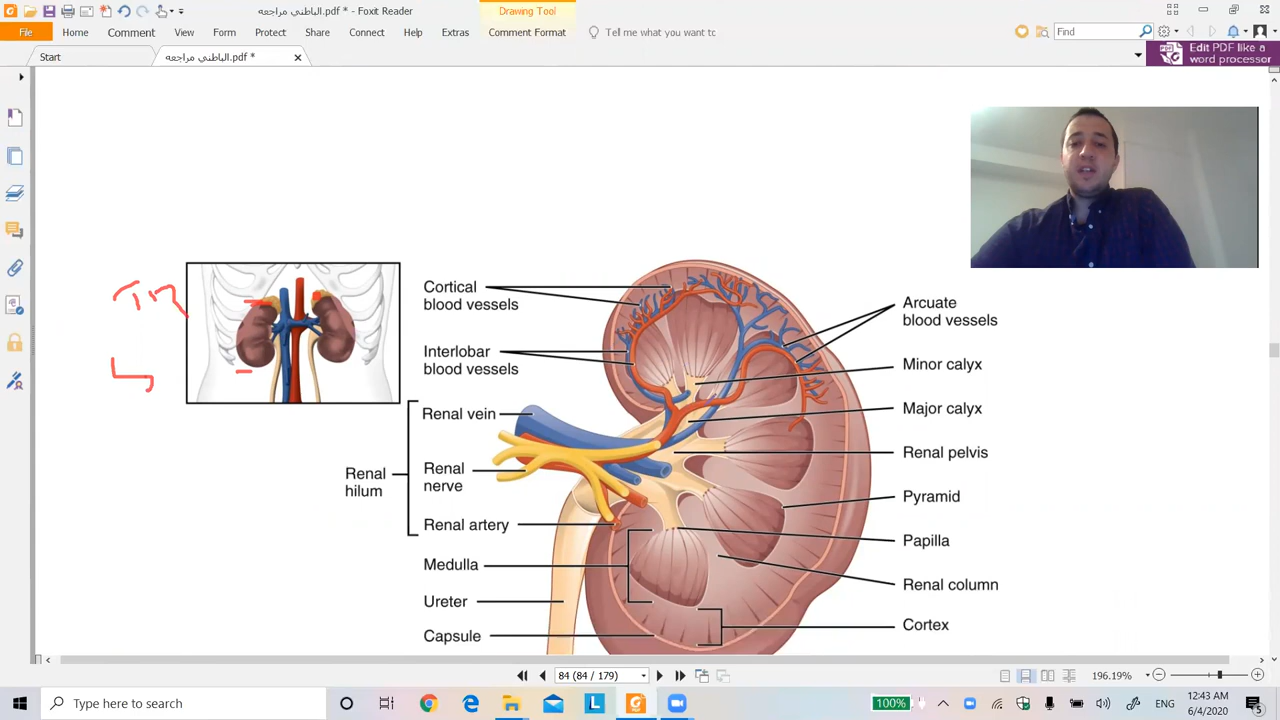 الباطني مراجعه.pdf * - Foxit Reader
Drawing Tool
File
Home
Comment
View
Form
Protect
Share
Connect
Help
Extras
Comment Format
Tell me what you want tc
Find
Start
الباطني مراجعه.pdf *
Edit PDF like a
word processor
Cortical
blood vessels
Interlobar
blood vessels
Renal vein
Renal
hilum
Renal
nerve
Renal artery
Medulla
Ureter
Capsule
Arcuate
blood vessels
Minor calyx
Major calyx
Renal pelvis
Pyramid
Papilla
Renal column
Cortex
84 (84 / 179)
196.19%
Type here to search
100%
12:43 AM
6/4/2020
5